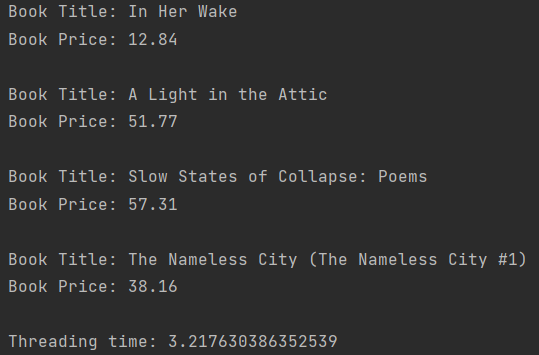 Book Title: In Her Wake
Book Price: 12.84
Book Title: A Light in the Attic
Book Price: 51.77
Book Title: Slow States of Collapse: Poems
Book Price: 57.31
Book Title: The Nameless City (The Nameless City #1)
Book Price: 38.16
Threading time: 3.217630386352539